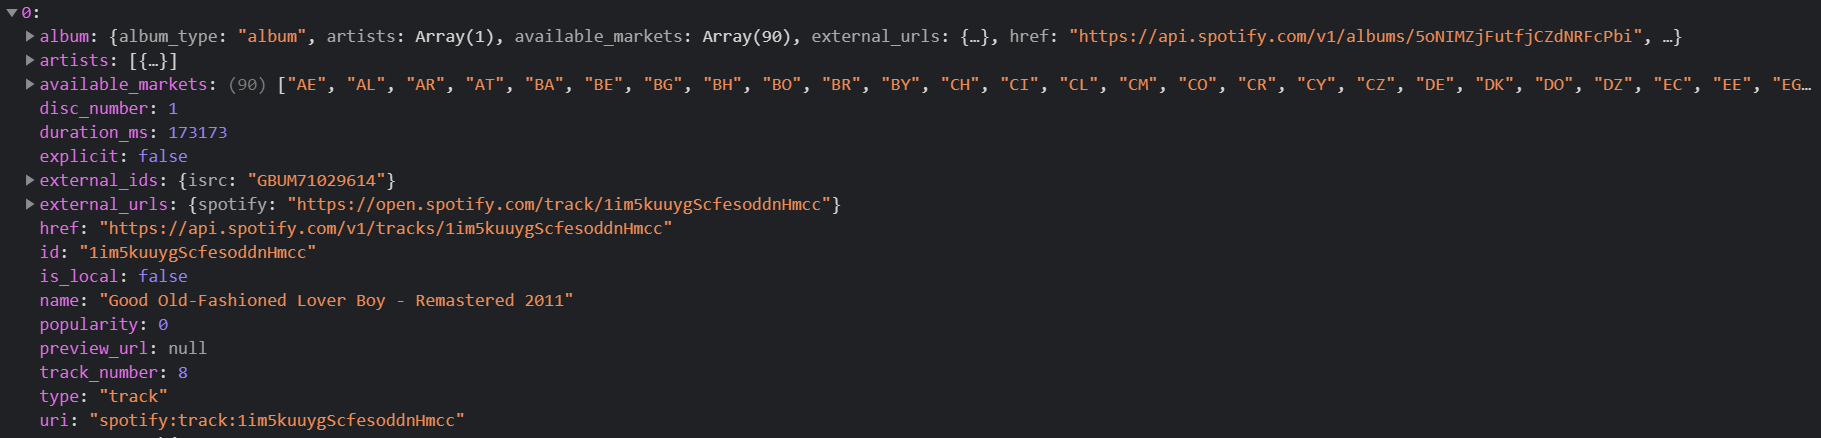 0:
album: {album_type: "album", artists: Array(1), available_markets: Array(90), external_urls: {…}, href: "https://api.spotify.com/v1/albums/5oNIMZjFutfjCZdNRFcPbi", …}
artists: [{…}]
available_markets: (90) ["AE", "AL", "AR", "AT", "BA", "BE", "BG", "BH", "BO", "BR", "BY", "CH", "CI", "CL", "CM", "CO", "CR", "CY", "CZ", "DE", "DK", "DO", "DZ", "EC", "EE", "EG…
disc_number: 1
duration_ms: 173173
explicit: false
external_ids: {isrc: "GBUM71029614"}
external_urls: {spotify: "https://open.spotify.com/track/1im5kuuygScfesoddnHmcc"}
href: "https://api.spotify.com/v1/tracks/1im5kuuygScfesoddnHmcc"
id: "1im5kuuygScfesoddnHmcc"
is_local: false
name: "Good Old-Fashioned Lover Boy - Remastered 2011"
popularity: 0
preview_url: null
track_number: 8
type: "track"
uri: "spotify:track:1im5kuuygScfesoddnHmcc"